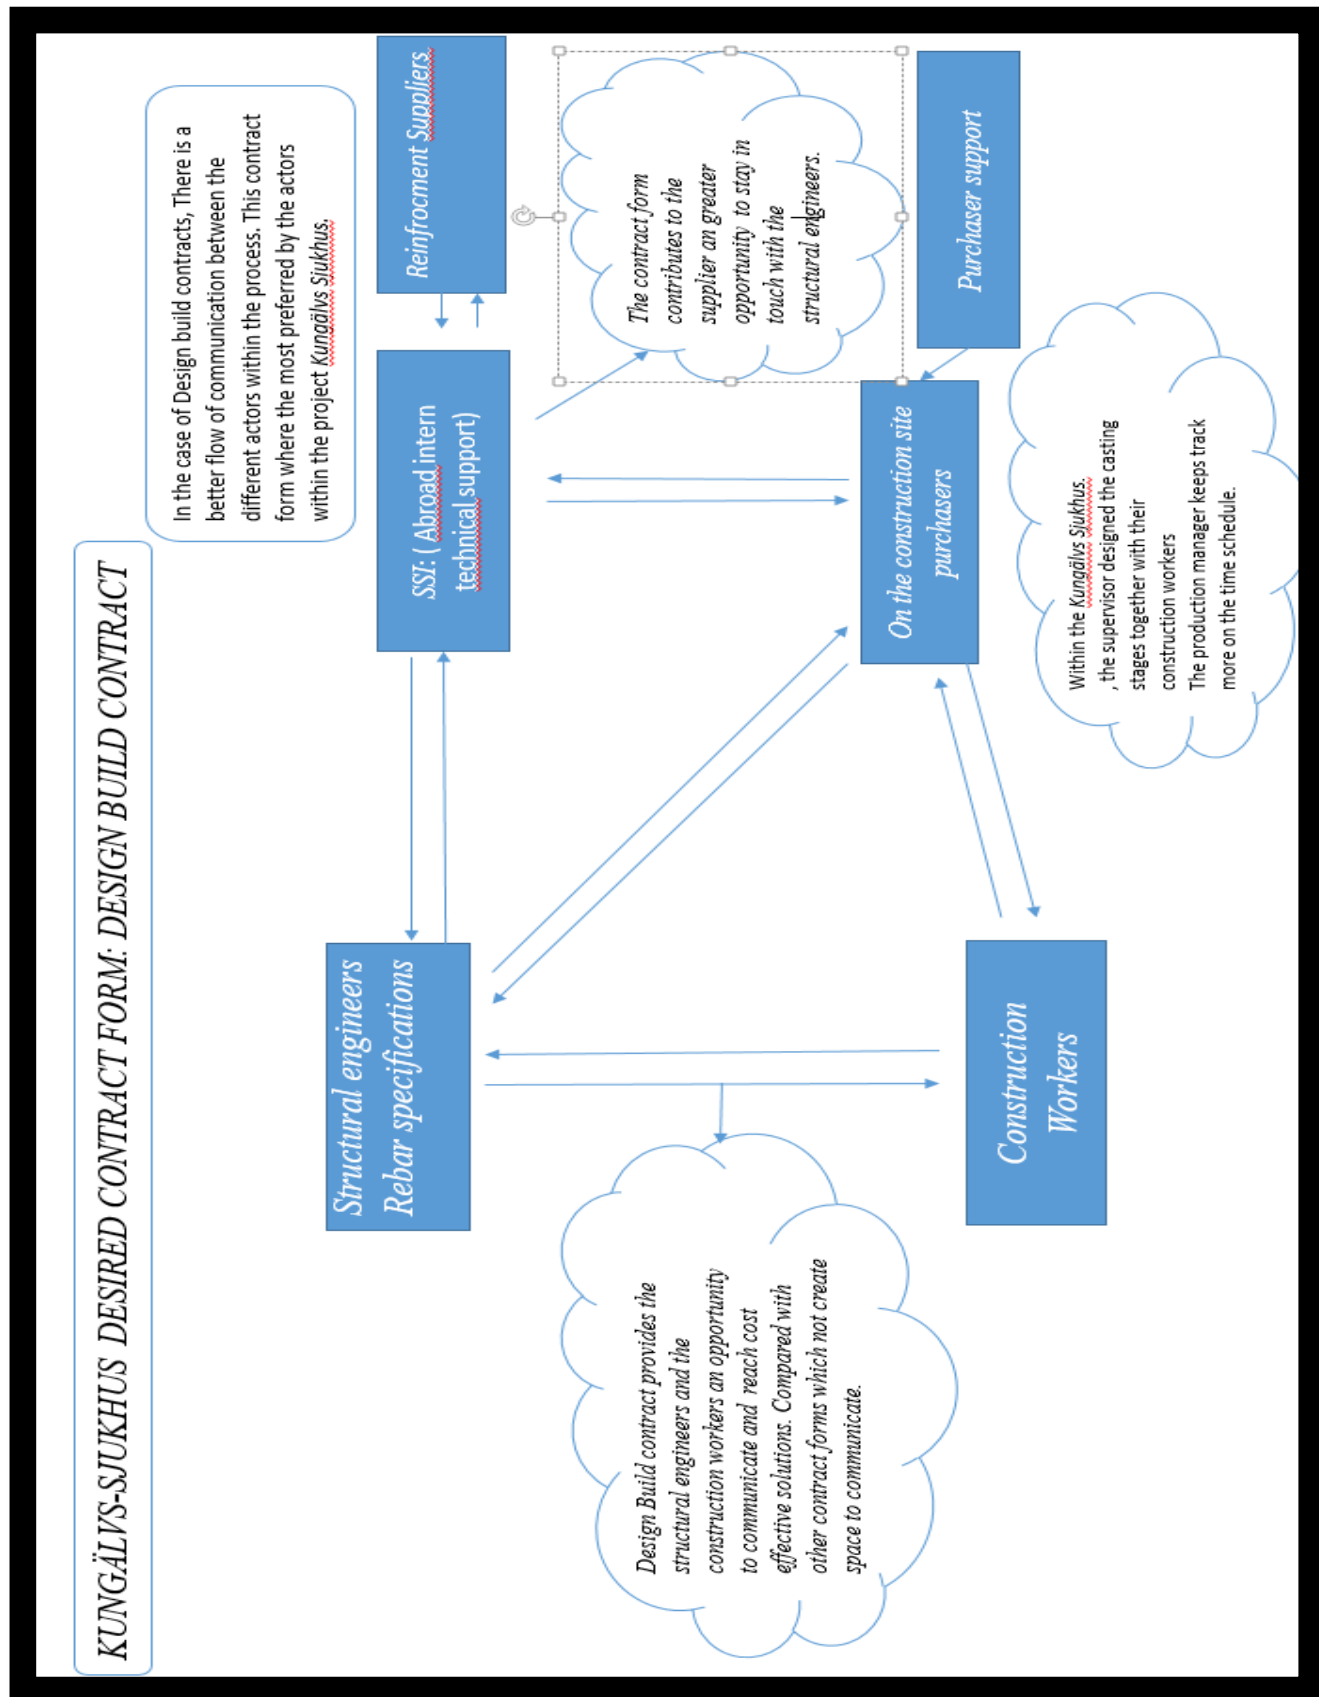 KUNGÄLVS-SJUKHUS DESIRED CONTRACT FORM: DESIGN BUILD CONTRACT
In the case of Design build contracts, There is a
better flow of communication between the
different actors within the process. This contract
form where the most preferred by the actors
within the project Kungälvs Sjukhus.
Structural engineers
Rebar specifications
SSI: ( Abroad intern
technical support)
Reinfrocment Suppliers.
Design Build contract provides the
structural engineers and the
construction workers an opportunity
to communicate and reach cost
effective solutions. Compared with
other contract forms which not create
space to communicate.
The contract form
contributes to the
supplier an greater
opportunity to stay in
touch with the
structural engineers.
Construction
Workers
On the construction site
purchasers
Purchaser support
Within the Kungälvs Sjukhus.
, the supervisor designed the casting
stages together with their
construction workers
The production manager keeps track
more on the time schedule.